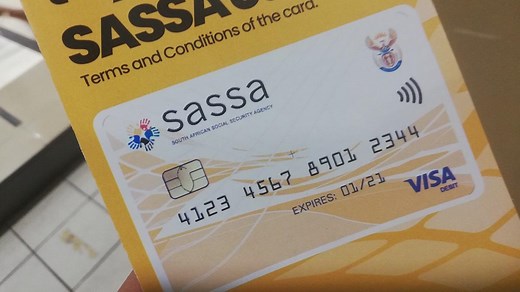 SASSA
Terms and Conditions of the card.
sassa
SOUTH AFRICAN SOCIAL SECURITY AGENCY
4123 4567 8901 2344
EXPIRES: 01/21
VISA
DEBIT